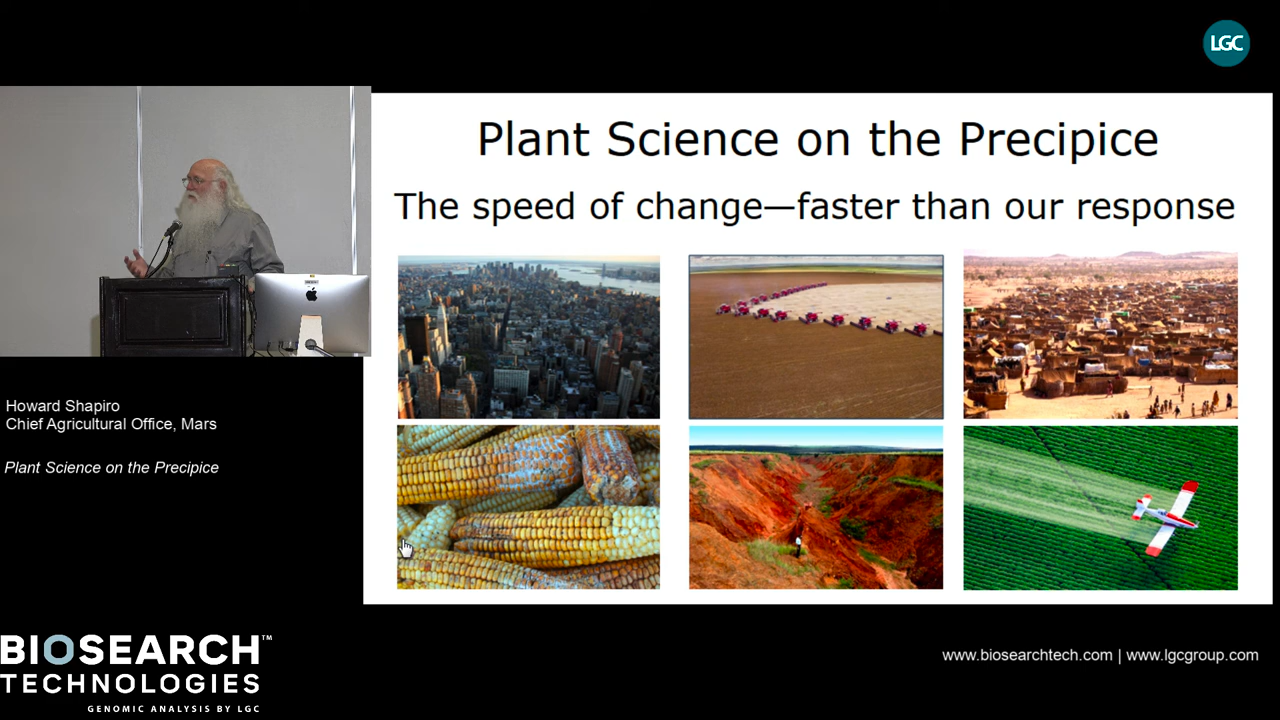 LGC
Plant Science on the Precipice
The speed of change—faster than our response
Howard Shapiro
Chief Agricultural Office, Mars
Plant Science on the Precipice
BIOSEARCH™
TECHNOLOGIES
GENOMIC ANALYSIS BY LGC
www.biosearchtech.com | www.lgcgroup.com